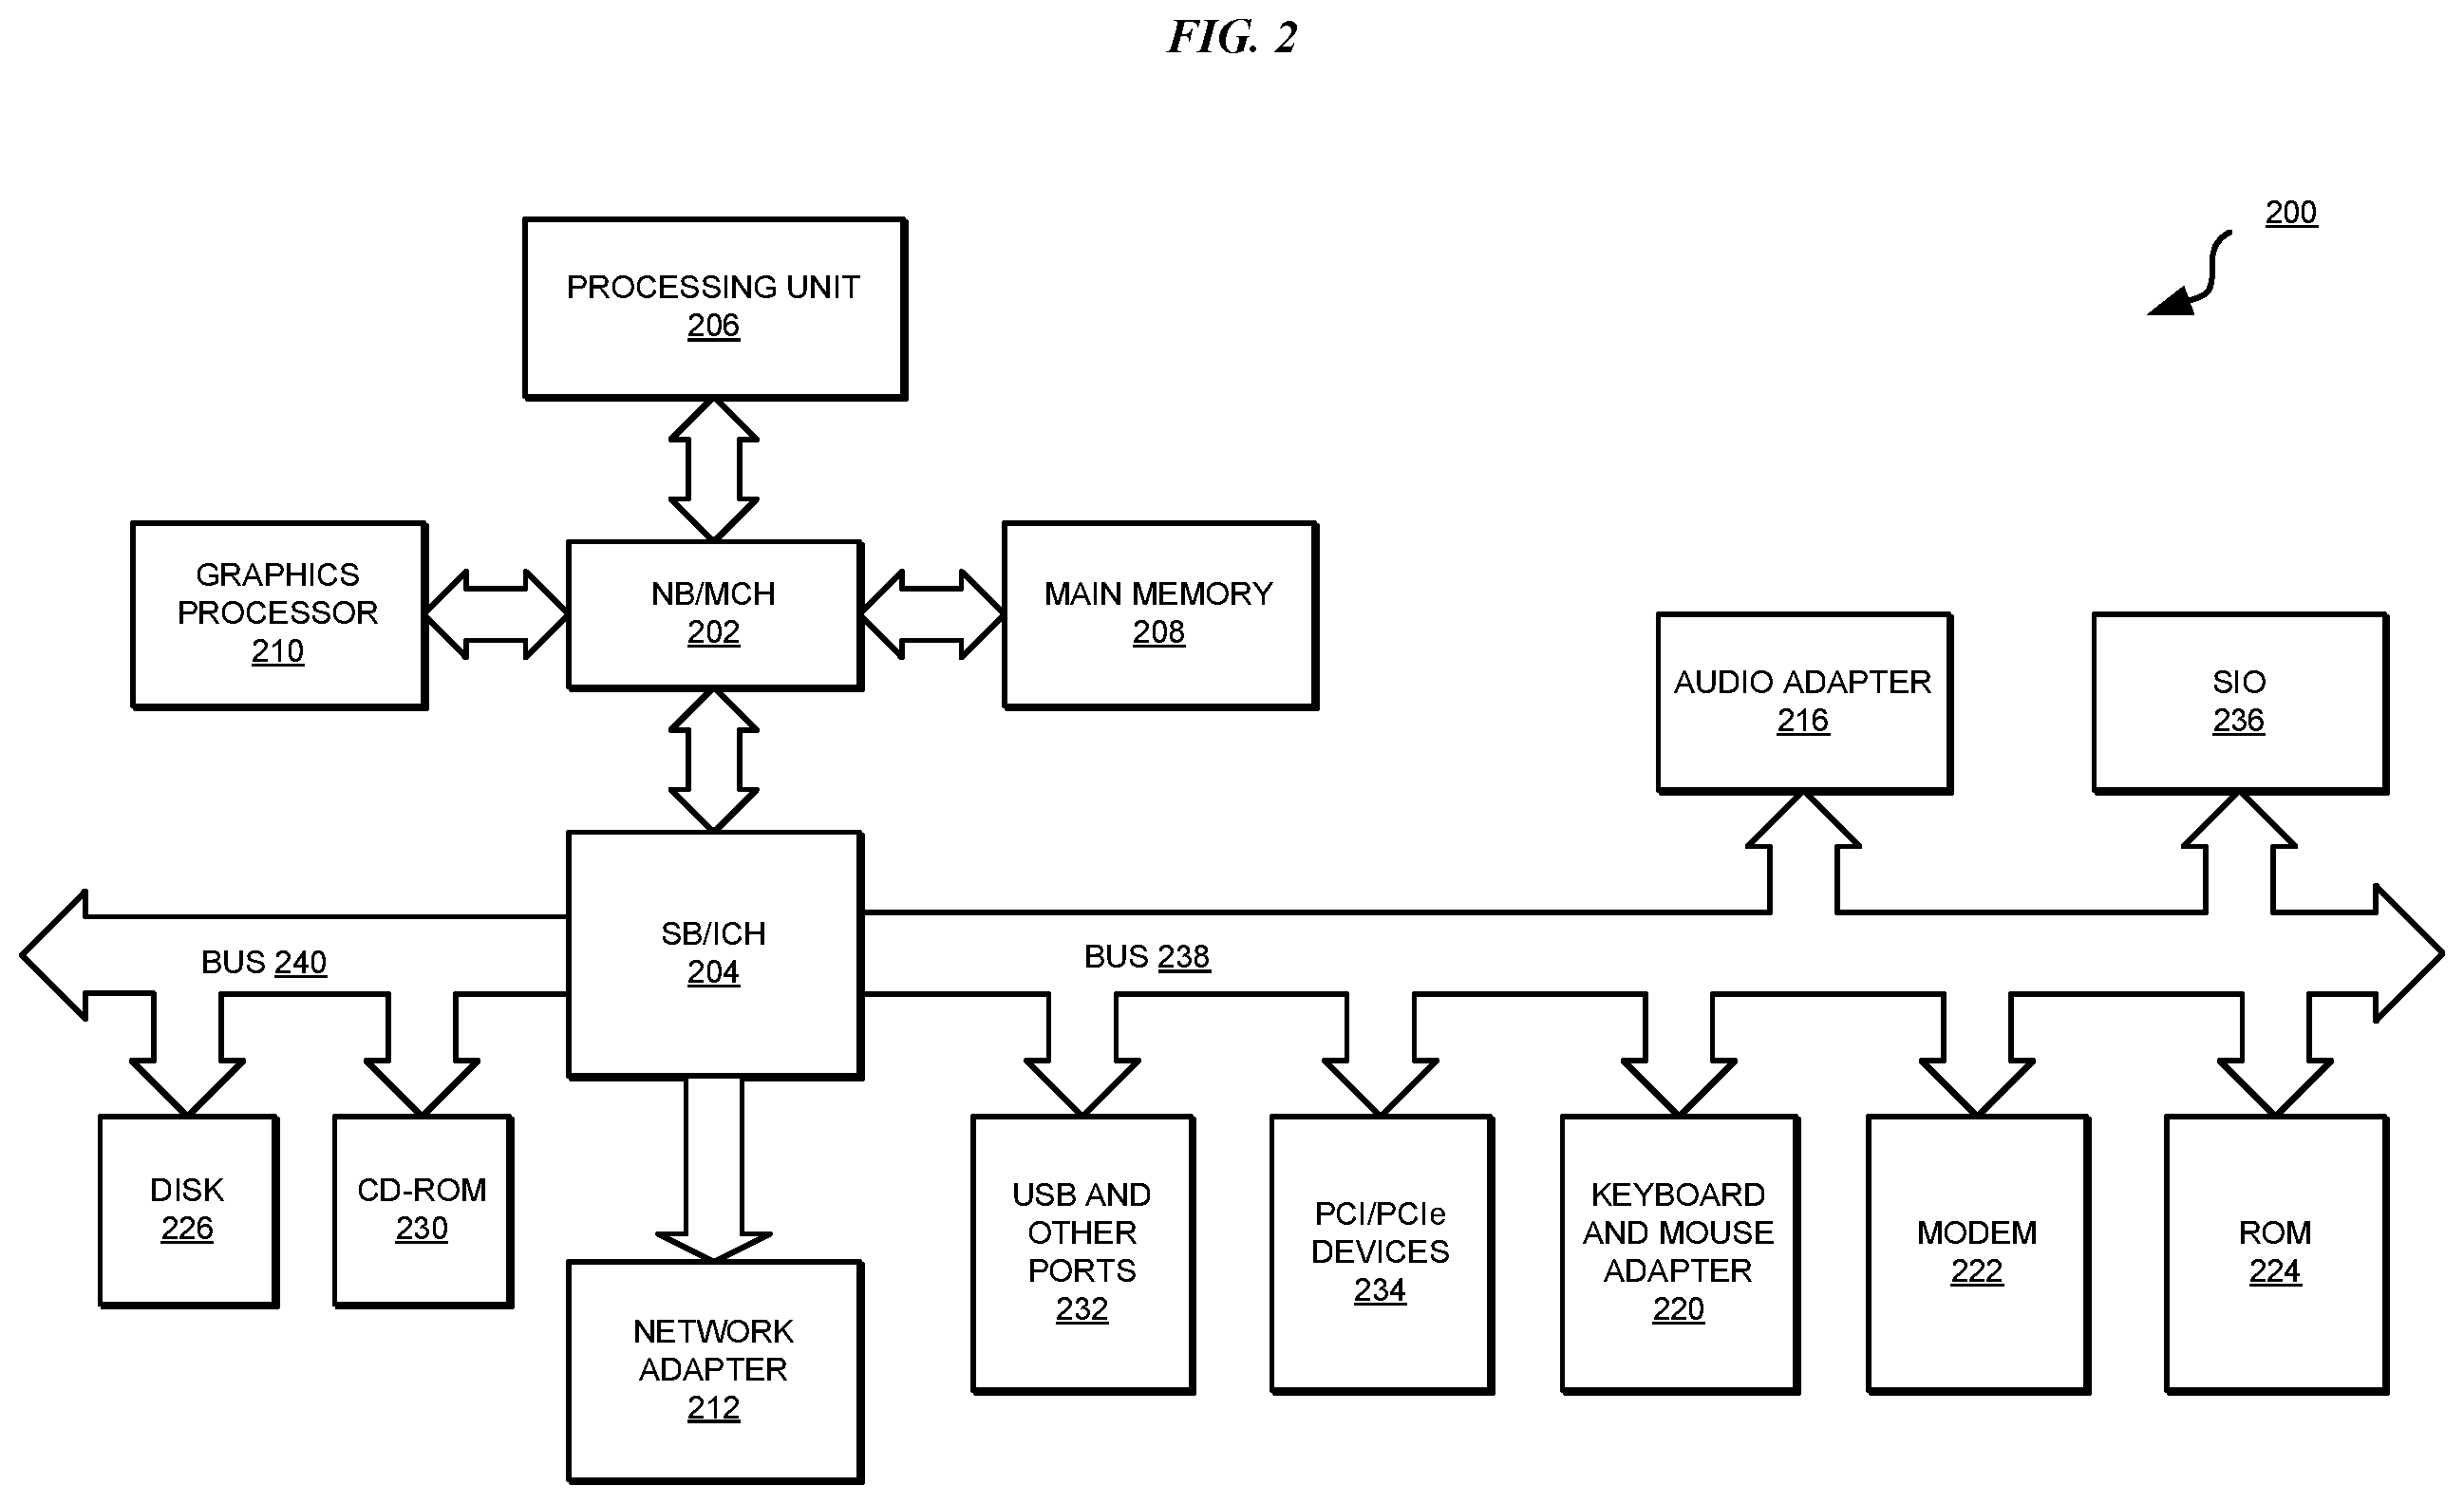 FIG. 2
200
PROCESSING UNIT
206
GRAPHICS
PROCESSOR
210
NB/MCH
202
MAIN MEMORY
208
AUDIO ADAPTER
216
SIO
236
SB/ICH
204
BUS 240
BUS 238
DISK
226
CD-ROM
230
NETWORK
ADAPTER
212
USB AND
OTHER
PORTS
232
PCI/PCIe
DEVICES
234
KEYBOARD
AND MOUSE
ADAPTER
220
MODEM
222
ROM
224